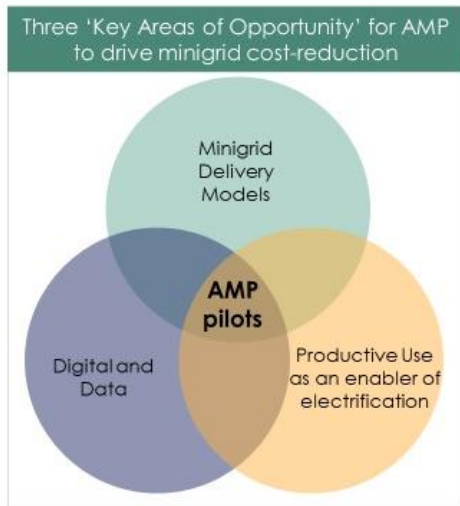 Three ‘Key Areas of Opportunity’ for AMP
to drive minigrid cost-reduction
Minigrid
Delivery
Models
AMP
pilots
Digital and
Data
Productive Use
as an enabler of
electrification